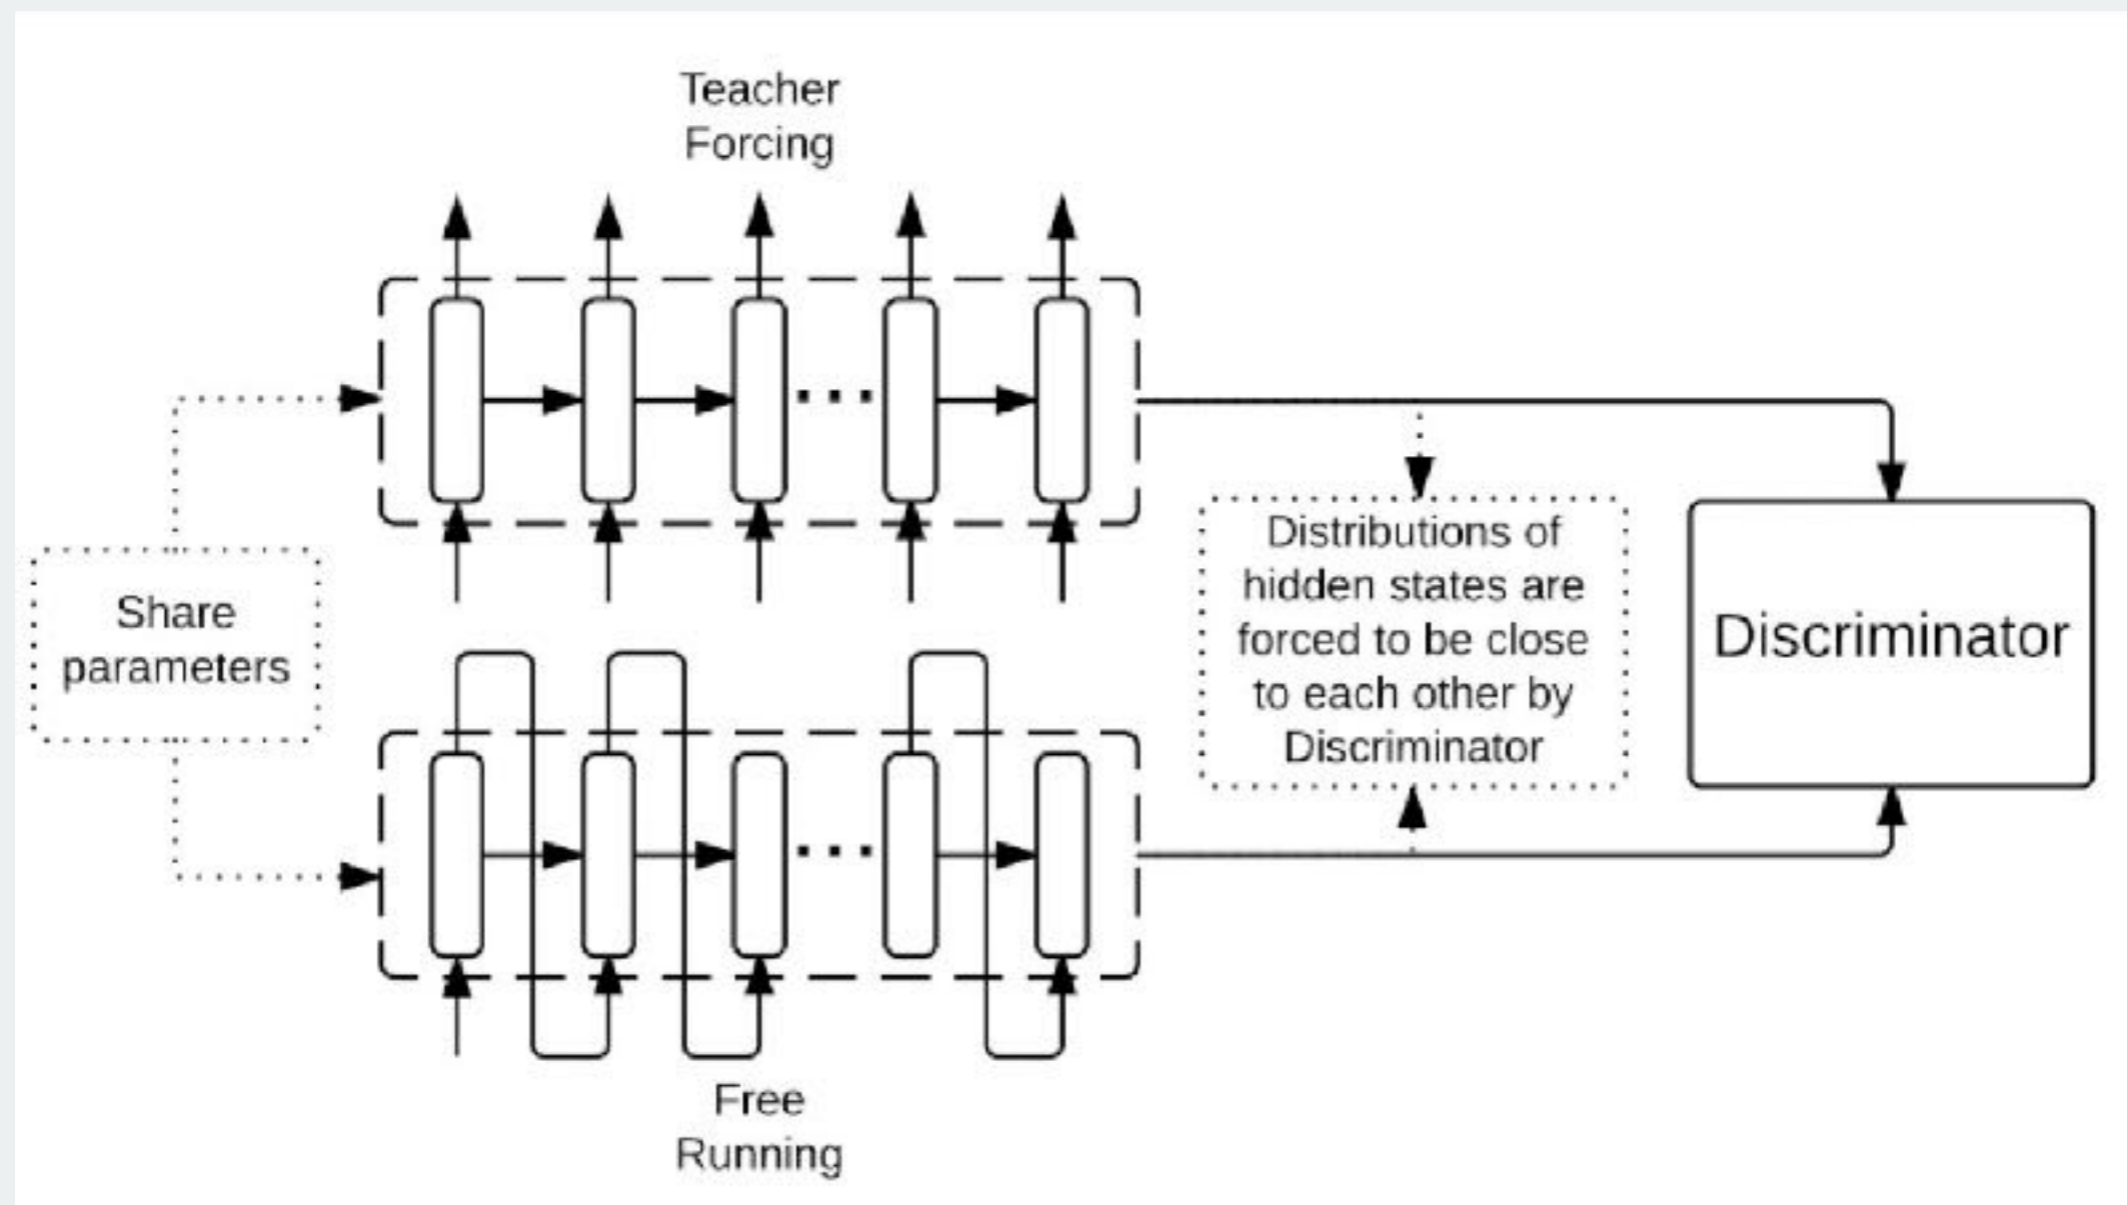 Teacher
Forcing
Share
parameters
Distributions of
hidden states are
forced to be close
to each other by
Discriminator
Discriminator
Free
Running